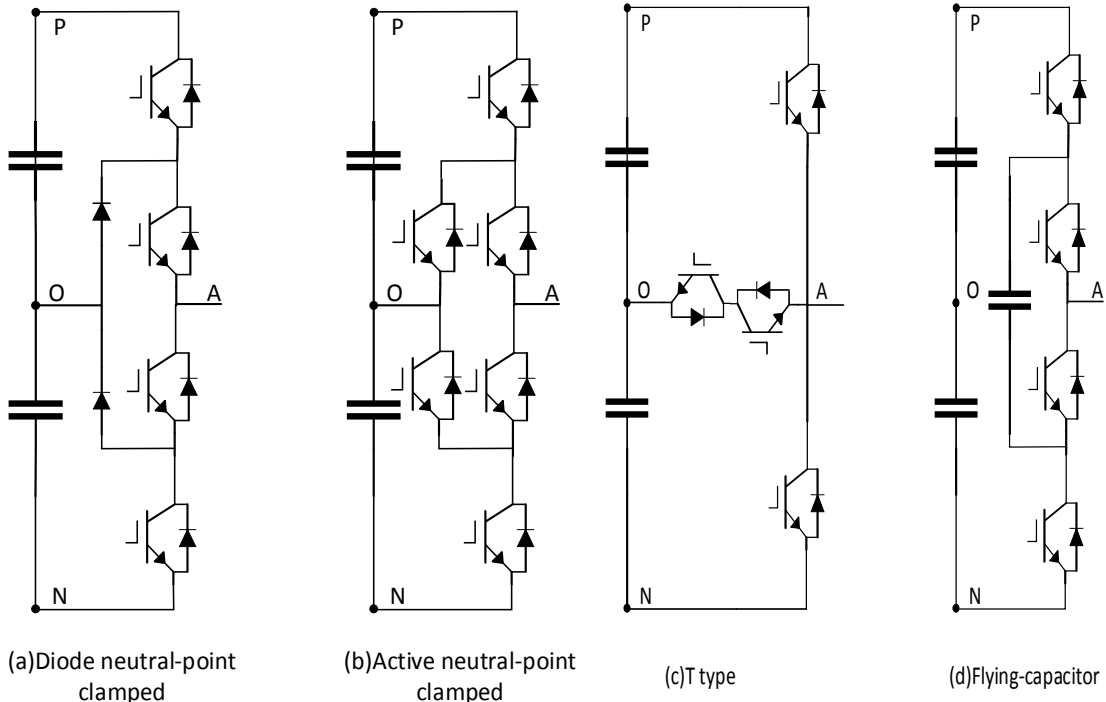 P
O
A
N
(a)Diode neutral-point
clamped
P
O
A
N
(b)Active neutral-point
clamped
P
O
A
N
(c)T type
P
O
A
N
(d)Flying-capacitor